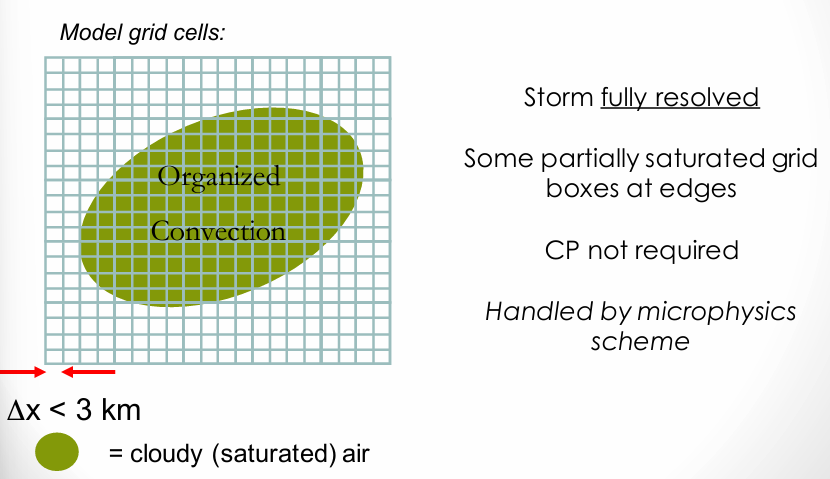 Model grid cells:
Organized
Convection
Δx < 3 km
= cloudy (saturated) air
Storm fully resolved
Some partially saturated grid
boxes at edges
CP not required
Handled by microphysics
scheme